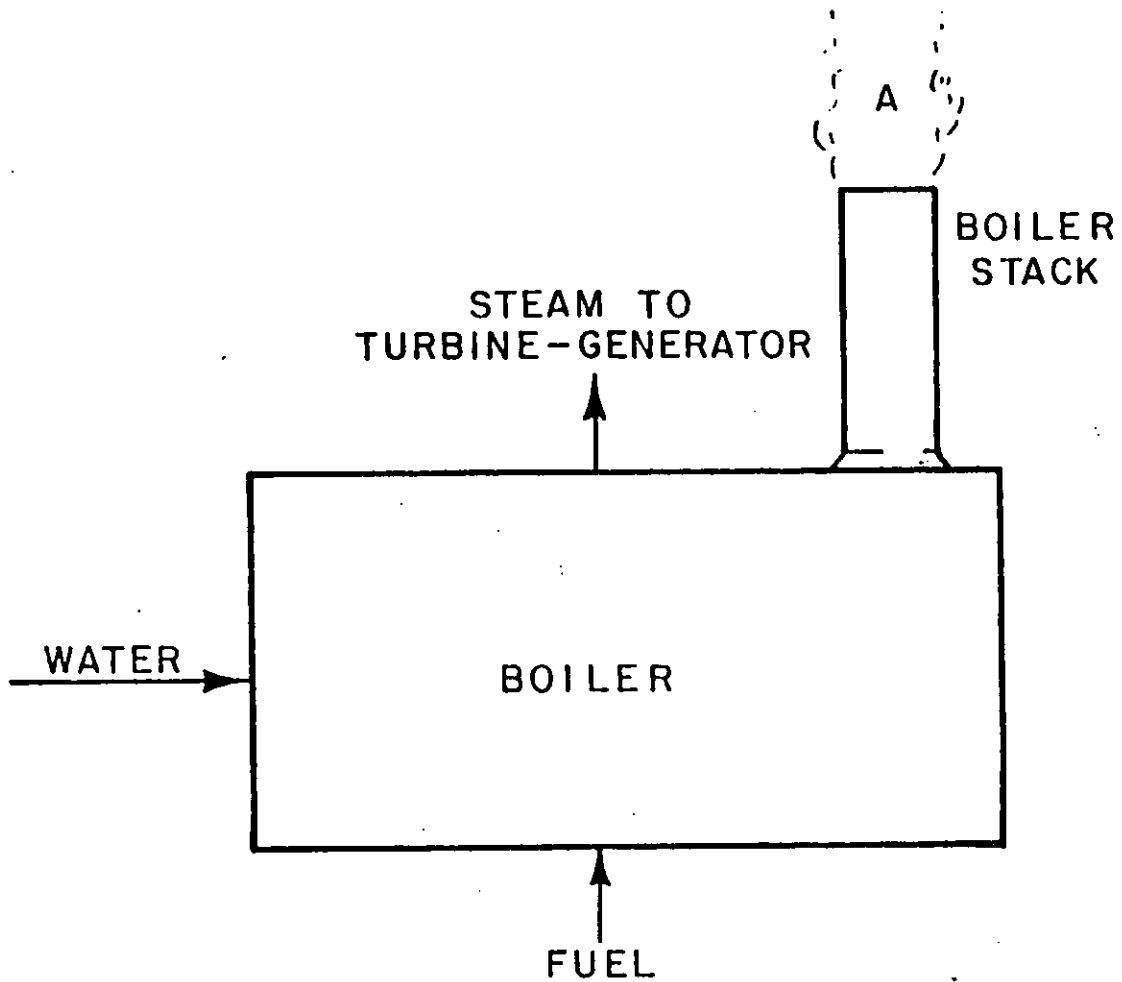 A
BOILER
STACK
STEAM TO
TURBINE-GENERATOR
WATER
BOILER
FUEL